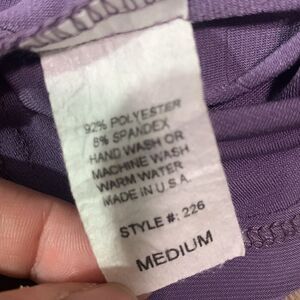 92% POLYESTER
8% SPANDEX
HAND WASH OR
MACHINE WASH
WARM WATER
MADE IN U.S.A.
STYLE #: 226
MEDIUM